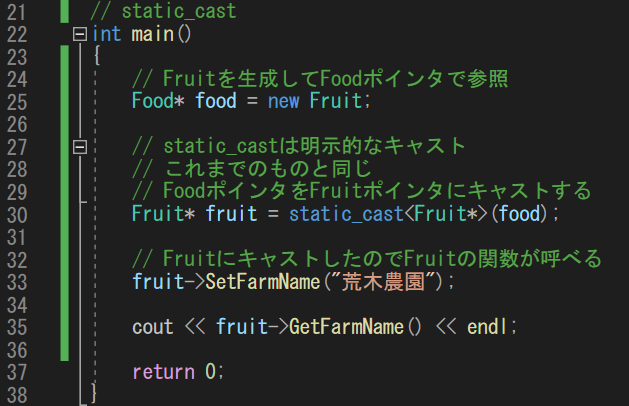 21 // static_cast
22 int main()
23 {
24 // Fruitを生成してFoodポインタで参照
25 Food* food = new Fruit;
26
27 // static_castは明示的なキャスト
28 // これまでのものと同じ
29 // FoodポインタをFruitポインタにキャストする
30 Fruit* fruit = static_cast<Fruit*>(food);
31
32 // FruitにキャストしたのでFruitの関数が呼べる
33 fruit->SetFarmName("荒木農園");
34
35 cout << fruit->GetFarmName() << endl;
36
37 return 0;
38 }